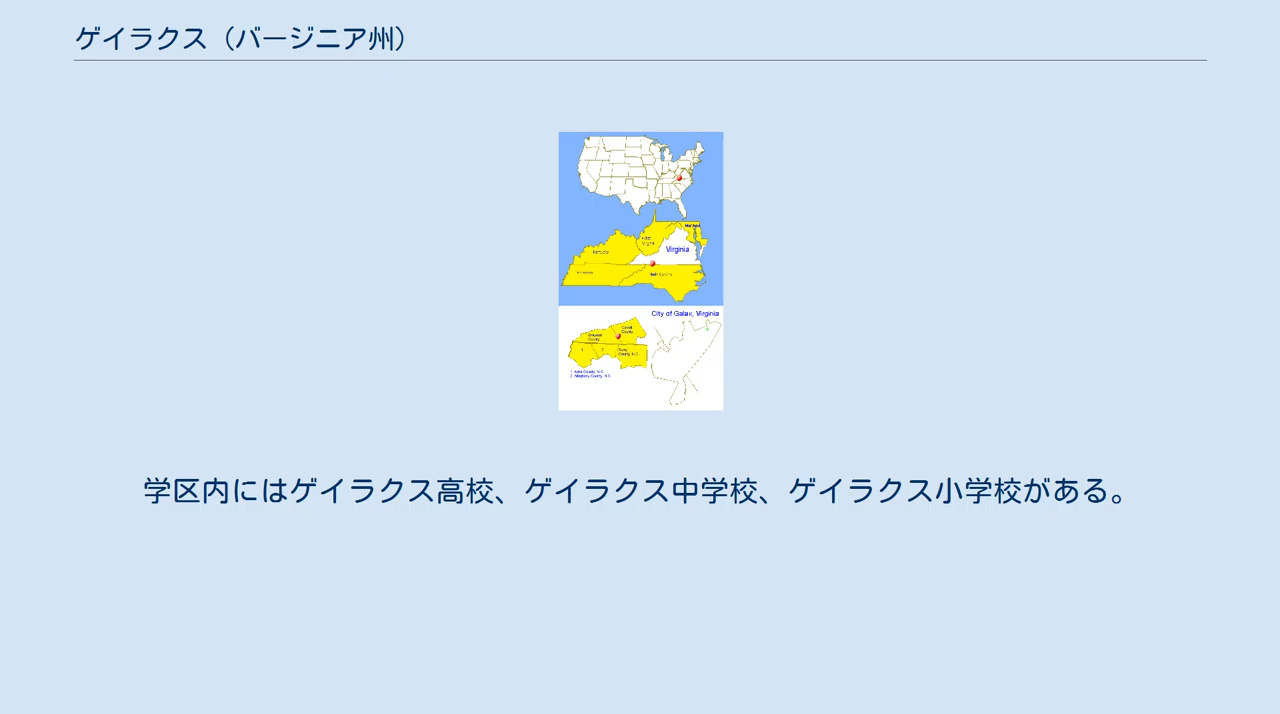 ゲイラクス（バージニア州）
Virginia
City of Galax, Virginia
学区内にはゲイラクス高校、ゲイラクス中学校、ゲイラクス小学校がある。